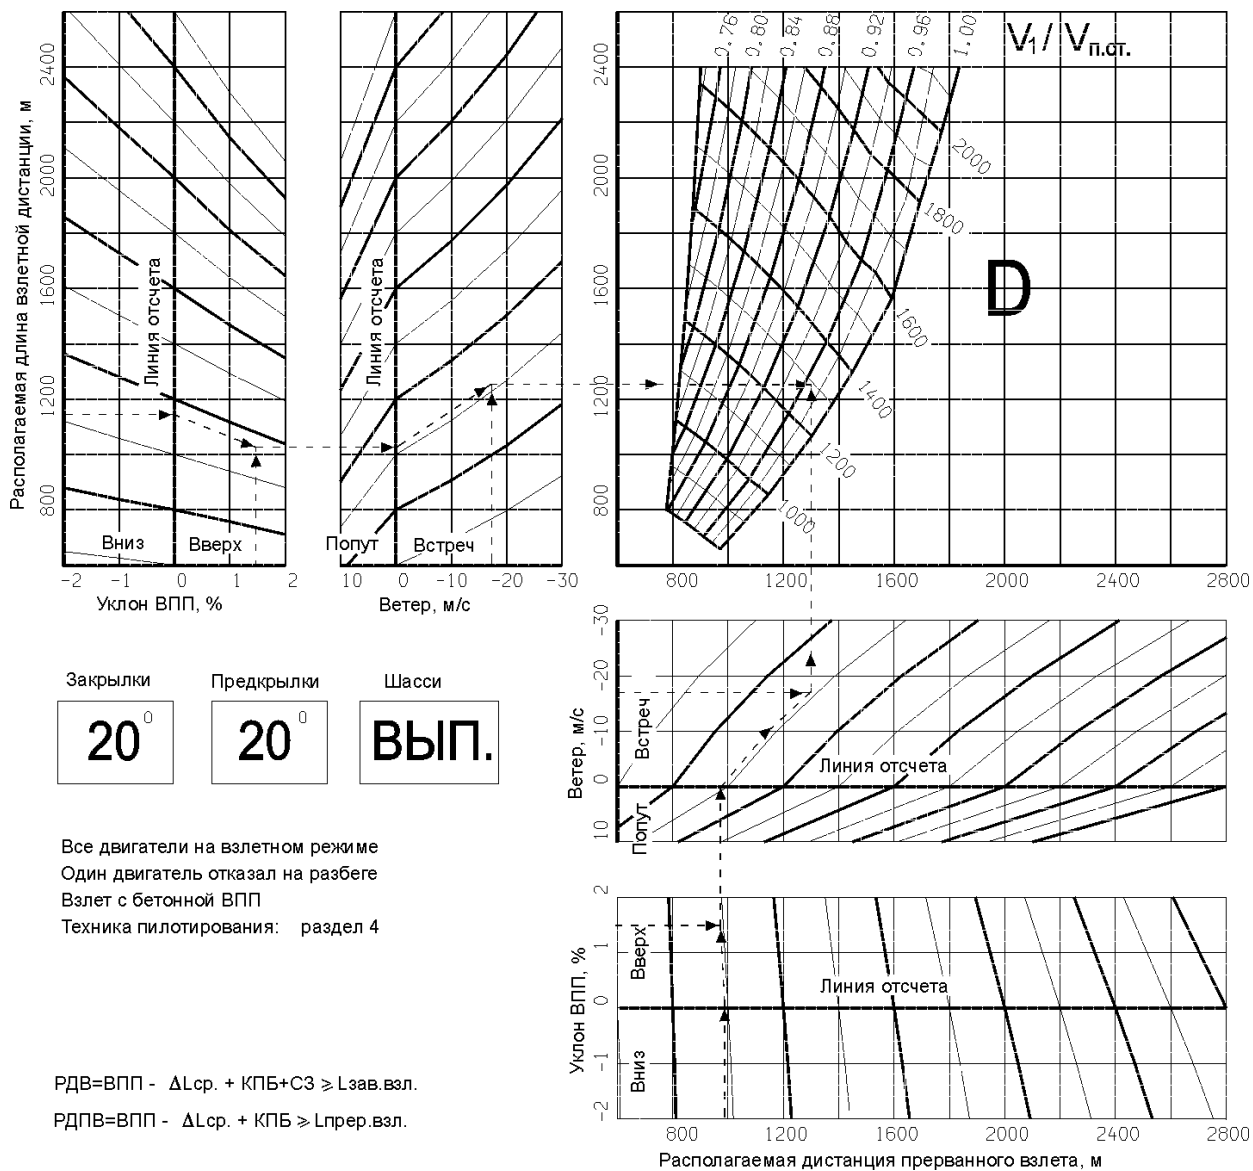 0.76 0.80 0.84 0.88 0.92 0.96 1.00
V1 / Vп.ст.
Располагаемая длина взлетной дистанции, м
2400
2000
1600
1200
800
Линия отсчета
Вниз Вверх
-2 -1 0 1 2
Уклон ВПП, %
Линия отсчета
Попут Встреч
10 0 -10 -20 -30
Ветер, м/с
2400
2000
1600
1200
800
2000
1800
1600
1400
1200
1000
D
800 1200 1600 2000 2400 2800
Закрылки Предкрылки Шасси
20° 20° ВЫП.
Ветер, м/с
-30
-20
-10
0
10
Встреч
Попут
Линия отсчета
Все двигатели на взлетном режиме
Один двигатель отказал на разбеге
Взлет с бетонной ВПП
Техника пилотирования: раздел 4
Уклон ВПП, %
2
1
0
-1
-2
Вверх
Вниз
Линия отсчета
РДВ=ВПП - ΔLср. + КПБ+СЗ ⩾ Lзав.взл.
РДПВ=ВПП - ΔLср. + КПБ ⩾ Lпрер.взл.
800 1200 1600 2000 2400 2800
Располагаемая дистанция прерванного взлета, м